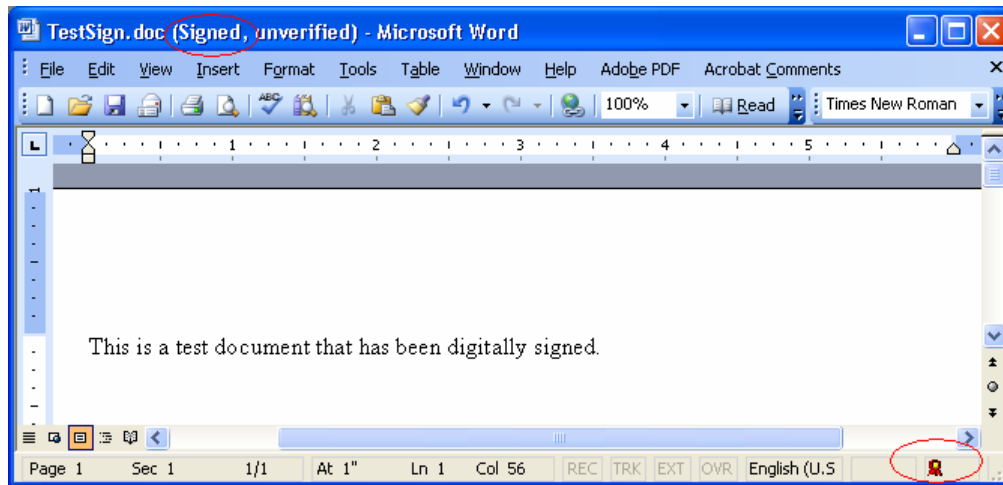 TestSign.doc (Signed, unverified) - Microsoft Word
File Edit View Insert Format Tools Table Window Help Adobe PDF Acrobat Comments
100% Read Times New Roman
1 2 3 4 5
1
This is a test document that has been digitally signed.
Page 1 Sec 1 1/1 At 1" Ln 1 Col 56 REC TRK EXT OVR English (U.S